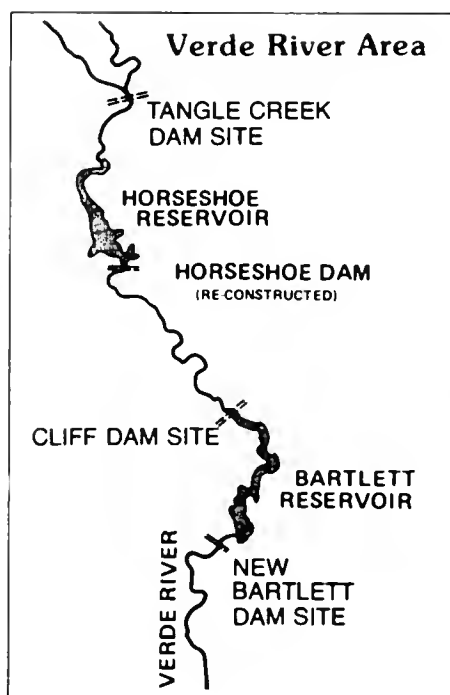 Verde River Area
TANGLE CREEK
DAM SITE
HORSESHOE
RESERVOIR
HORSESHOE DAM
(RE-CONSTRUCTED)
CLIFF DAM SITE
BARTLETT
RESERVOIR
NEW
BARTLETT
DAM SITE
VERDE RIVER